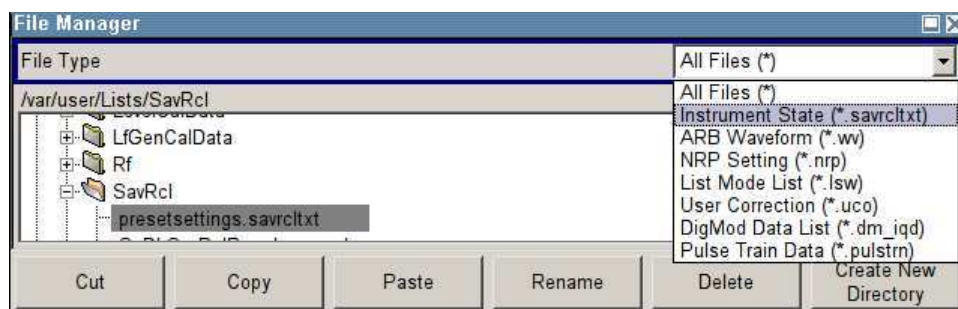 File Manager
File Type
All Files (*)
/var/user/Lists/SavRcl
All Files (*)
Instrument State (*.savrcltxt)
ARB Waveform (*.wv)
NRP Setting (*.nrp)
List Mode List (*.lsw)
User Correction (*.uco)
DigMod Data List (*.dm_iqd)
Pulse Train Data (*.pulstrn)
LfGenCalData
Rf
SavRcl
presetsettings.savrcltxt
Cut
Copy
Paste
Rename
Delete
Create New
Directory